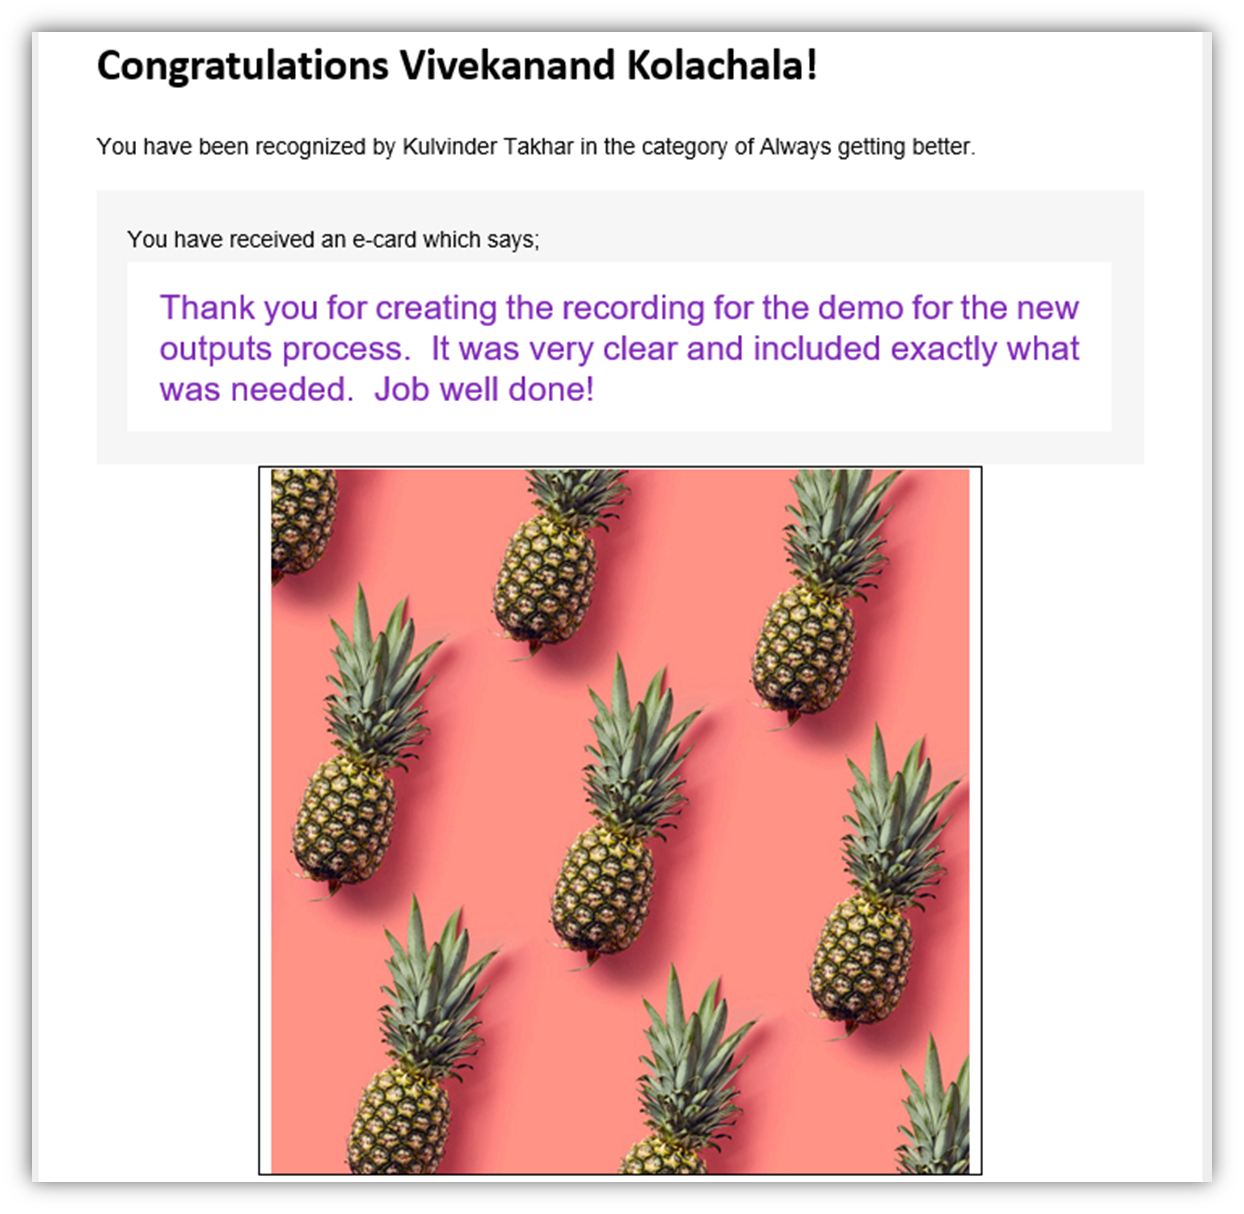 Congratulations Vivekanand Kolachala!
You have been recognized by Kulvinder Takhar in the category of Always getting better.
You have received an e-card which says;
Thank you for creating the recording for the demo for the new
outputs process.  It was very clear and included exactly what
was needed.  Job well done!